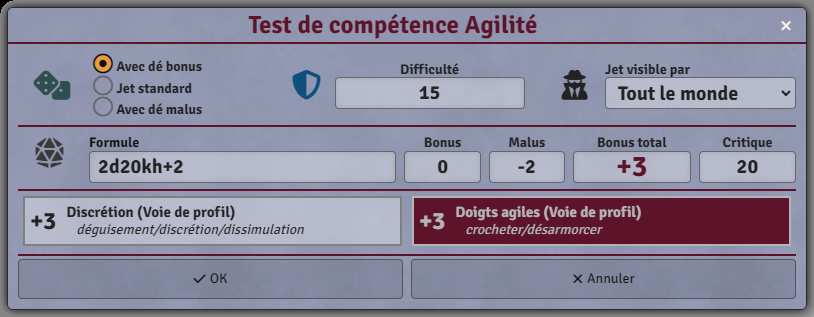 Test de compétence Agilité
Avec dé bonus
Jet standard
Avec dé malus
Difficulté
15
Jet visible par
Tout le monde
Formule
2d20kh+2
Bonus
0
Malus
-2
Bonus total
+3
Critique
20
+3
Discrétion (Voie de profil)
déguisement/discrétion/dissimulation
+3
Doigts agiles (Voie de profil)
crocheter/désarmorcer
OK
Annuler